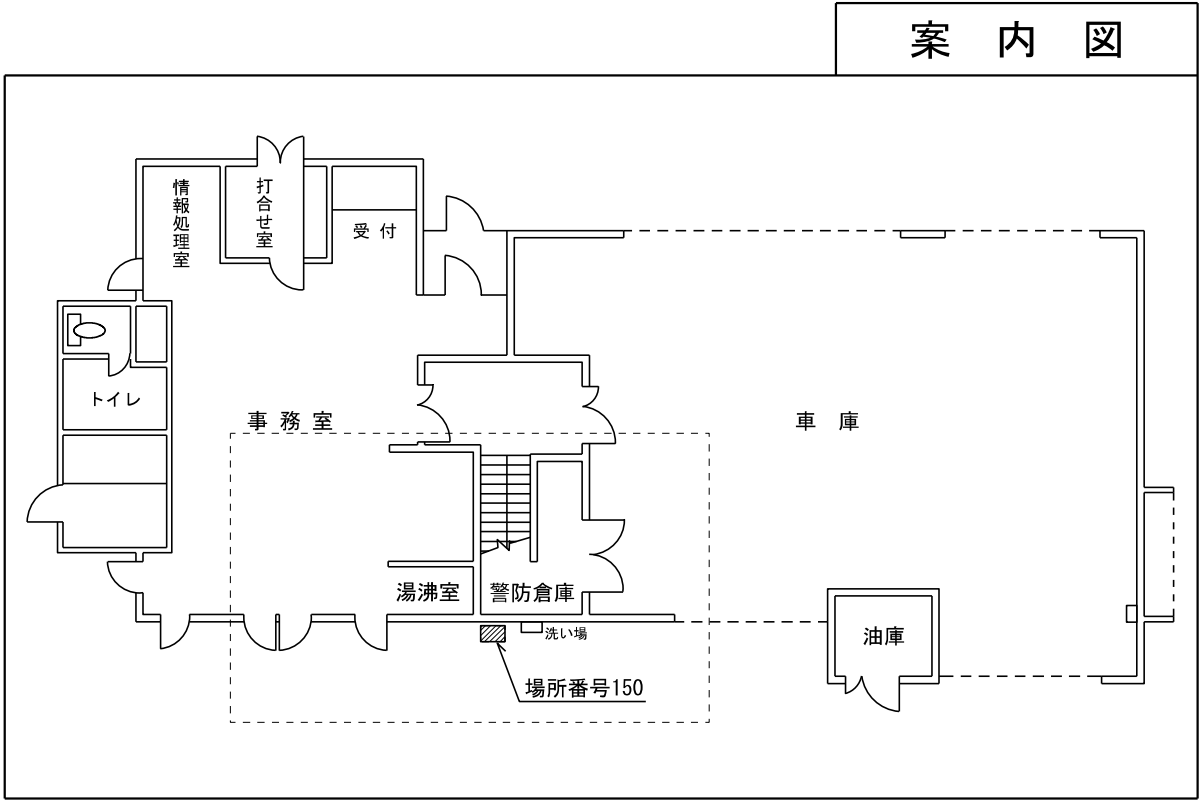 案内図
情報処理室
打合せ室
受付
トイレ
事務室
車庫
湯沸室
警防倉庫
洗い場
油庫
場所番号150